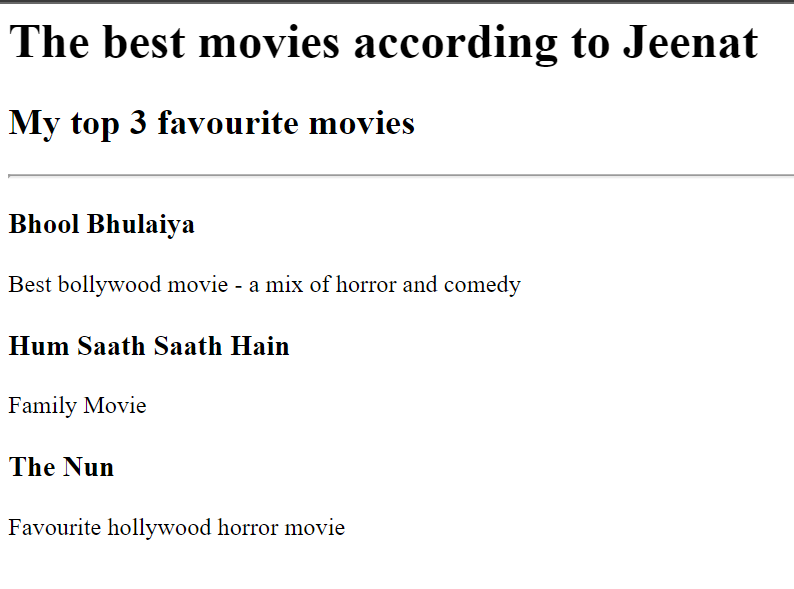 The best movies according to Jeenat
My top 3 favourite movies
Bhool Bhulaiya
Best bollywood movie - a mix of horror and comedy
Hum Saath Saath Hain
Family Movie
The Nun
Favourite hollywood horror movie